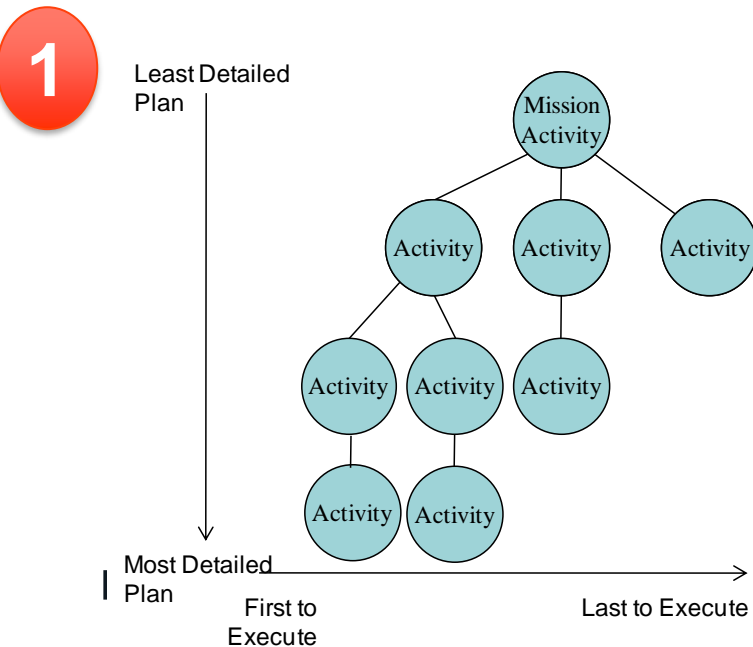 1
Least Detailed
Plan
Mission
Activity
Activity
Activity
Activity
Activity
Activity
Activity
Activity
Activity
Most Detailed
Plan
First to
Execute
Last to Execute